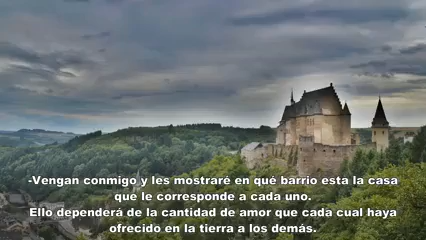 -Vengan conmigo y les mostraré en qué barrio esta la casa
que le corresponde a cada uno.
Ello dependerá de la cantidad de amor que cada cual haya
ofrecido en la tierra a los demás.